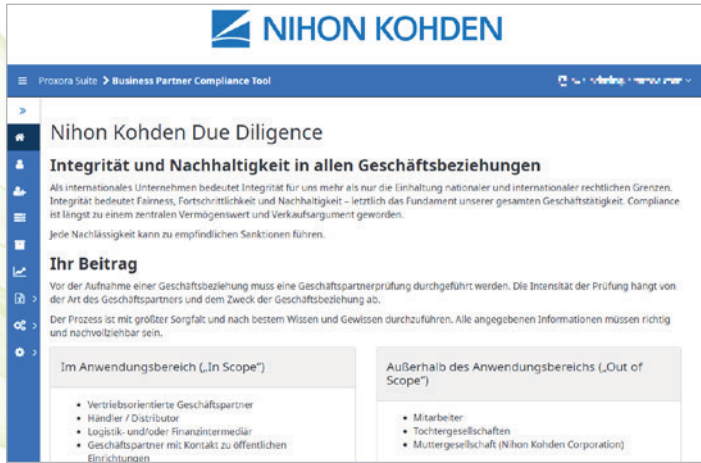 NIHON KOHDEN
Proxora Suite > Business Partner Compliance Tool
Nihon Kohden Due Diligence
Integrität und Nachhaltigkeit in allen Geschäftsbeziehungen
Als internationales Unternehmen bedeutet Integrität für uns mehr als nur die Einhaltung nationaler und internationaler rechtlichen Grenzen.
Integrität bedeutet Fairness, Fortschrittlichkeit und Nachhaltigkeit – letztlich das Fundament unserer gesamten Geschäftstätigkeit. Compliance
ist längst zu einem zentralen Vermögenswert und Verkaufsargument geworden.
Jede Nachlässigkeit kann zu empfindlichen Sanktionen führen.
Ihr Beitrag
Vor der Aufnahme einer Geschäftsbeziehung muss eine Geschäftspartnerprüfung durchgeführt werden. Die Intensität der Prüfung hängt von
der Art des Geschäftspartners und dem Zweck der Geschäftsbeziehung ab.
Der Prozess ist mit größter Sorgfalt und nach bestem Wissen und Gewissen durchzuführen. Alle angegebenen Informationen müssen richtig
und nachvollziehbar sein.
Im Anwendungsbereich („In Scope“)
• Vertriebsorientierte Geschäftspartner
• Händler / Distributor
• Logistik- und/oder Finanzintermediär
• Geschäftspartner mit Kontakt zu öffentlichen
Einrichtungen
Außerhalb des Anwendungsbereichs („Out of
Scope“)
• Mitarbeiter
• Tochtergesellschaften
• Muttergesellschaft (Nihon Kohden Corporation)